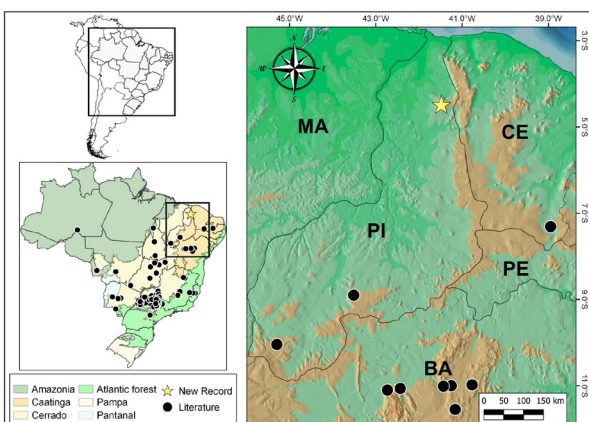 45.0°W 43.0°W 41.0°W 39.0°W
3.0°S
5.0°S
7.0°S
9.0°S
11.0°S
N
W E
S
MA
CE
PI
PE
BA
0 50 100 150 km
Amazonia
Caatinga
Cerrado
Atlantic forest
Pampa
Pantanal
New Record
Literature